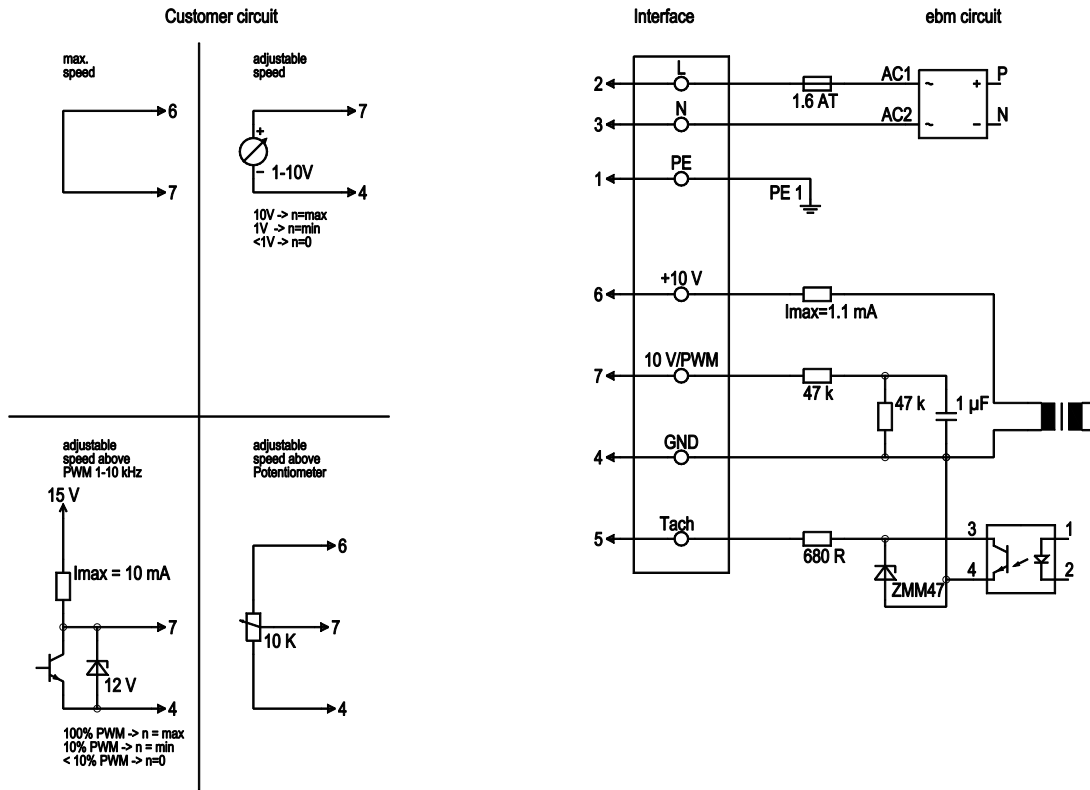 Customer circuit
Interface
ebm circuit
max.
speed
6
7
adjustable
speed
7
+
− 1-10V
4
10V -> n=max
1V -> n=min
<1V -> n=0
adjustable
speed above
PWM 1-10 kHz
15 V
Imax = 10 mA
7
12 V
4
100% PWM -> n = max
10% PWM -> n = min
< 10% PWM -> n=0
adjustable
speed above
Potentiometer
6
7
10 K
4
2 L 1.6 AT AC1 ~ + P
3 N AC2 ~ − N
1 PE PE 1
6 +10 V Imax=1.1 mA
7 10 V/PWM 47 k
47 k 1 µF
4 GND
5 Tach 680 R 3 1
ZMM47 4 2